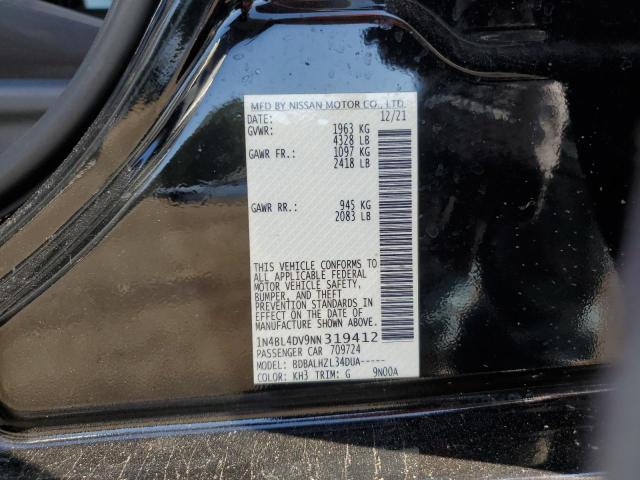 MFD BY NISSAN MOTOR CO., LTD.
DATE: 12/21
GVWR: 1963 KG
4328 LB
GAWR FR.: 1097 KG
2418 LB
GAWR RR.: 945 KG
2083 LB
THIS VEHICLE CONFORMS TO
ALL APPLICABLE FEDERAL
MOTOR VEHICLE SAFETY,
BUMPER, AND THEFT
PREVENTION STANDARDS IN
EFFECT ON THE DATE OF
MANUFACTURE SHOWN
ABOVE.
1N4BL4DV9NN319412
PASSENGER CAR 709724
MODEL: BDBALHZL34DUA-----
COLOR: KH3 TRIM: G 9N00A